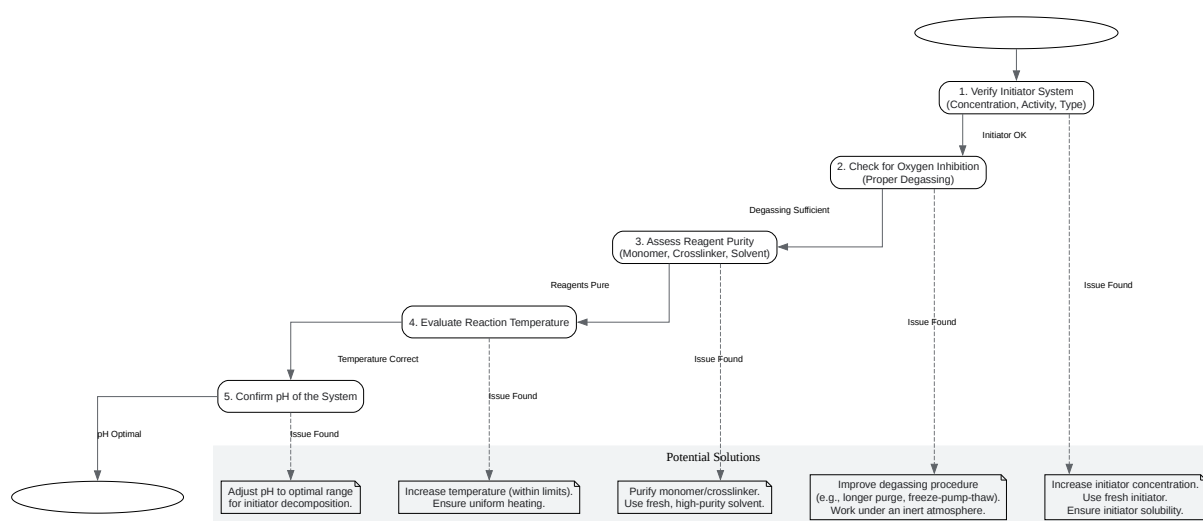 1. Verify Initiator System
(Concentration, Activity, Type)
Initiator OK
2. Check for Oxygen Inhibition
(Proper Degassing)
Degassing Sufficient
3. Assess Reagent Purity
(Monomer, Crosslinker, Solvent)
Reagents Pure
Issue Found
4. Evaluate Reaction Temperature
Issue Found
Temperature Correct
Issue Found
5. Confirm pH of the System
Issue Found
pH Optimal
Issue Found
Potential Solutions
Adjust pH to optimal range
for initiator decomposition.
Increase temperature (within limits).
Ensure uniform heating.
Purify monomer/crosslinker.
Use fresh, high-purity solvent.
Improve degassing procedure
(e.g., longer purge, freeze-pump-thaw).
Work under an inert atmosphere.
Increase initiator concentration.
Use fresh initiator.
Ensure initiator solubility.